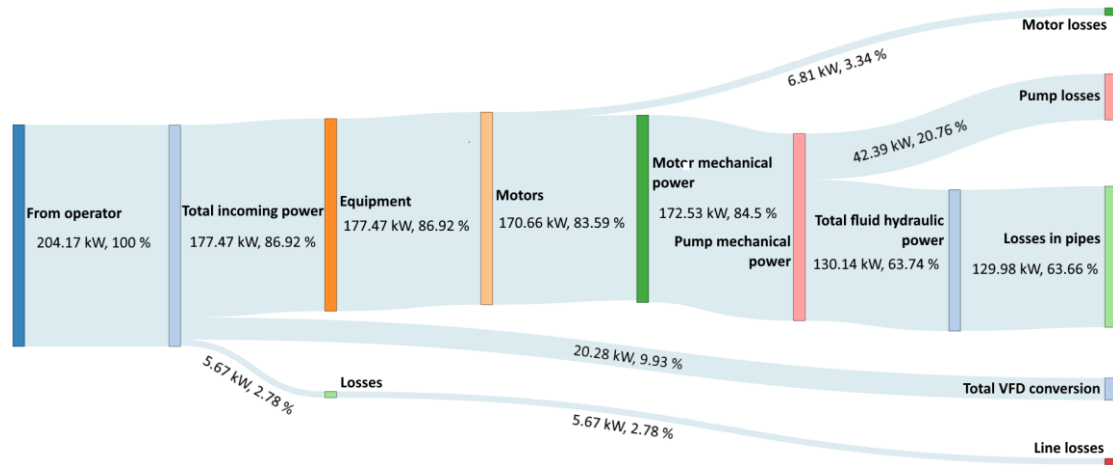 Motor losses
6.81 kW, 3.34 %
Pump losses
42.39 kW, 20.76 %
From operator
204.17 kW, 100 %
Total incoming power
177.47 kW, 86.92 %
Equipment
177.47 kW, 86.92 %
Motors
170.66 kW, 83.59 %
Motor mechanical
power
172.53 kW, 84.5 %
Pump mechanical
power
Total fluid hydraulic
power
130.14 kW, 63.74 %
Losses in pipes
129.98 kW, 63.66 %
20.28 kW, 9.93 %
Total VFD conversion
5.67 kW, 2.78 %
Losses
5.67 kW, 2.78 %
Line losses